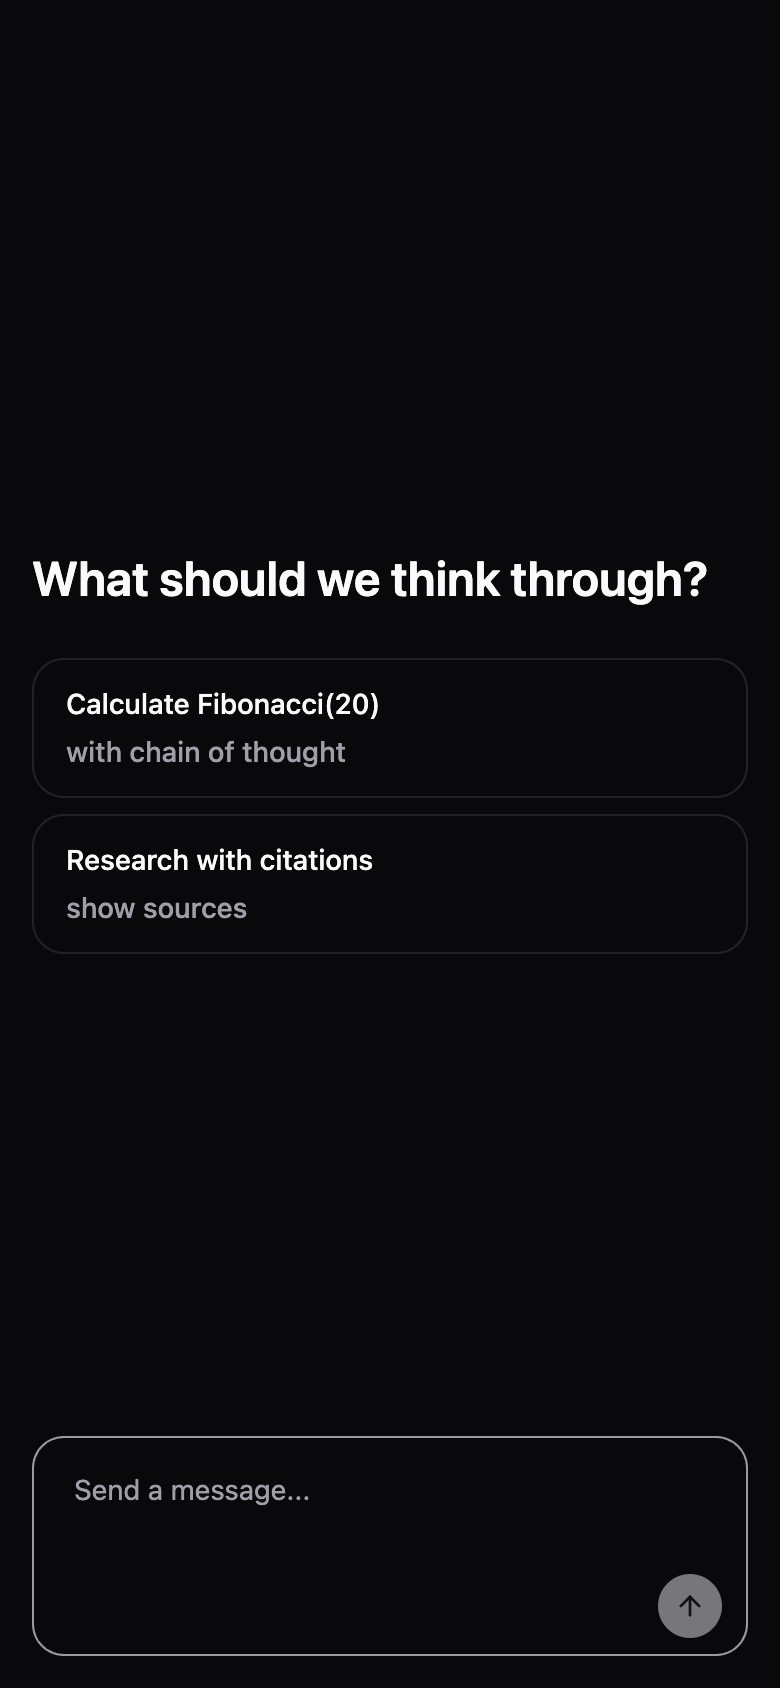 What should we think through?
Calculate Fibonacci(20)
with chain of thought
Research with citations
show sources
Send a message...